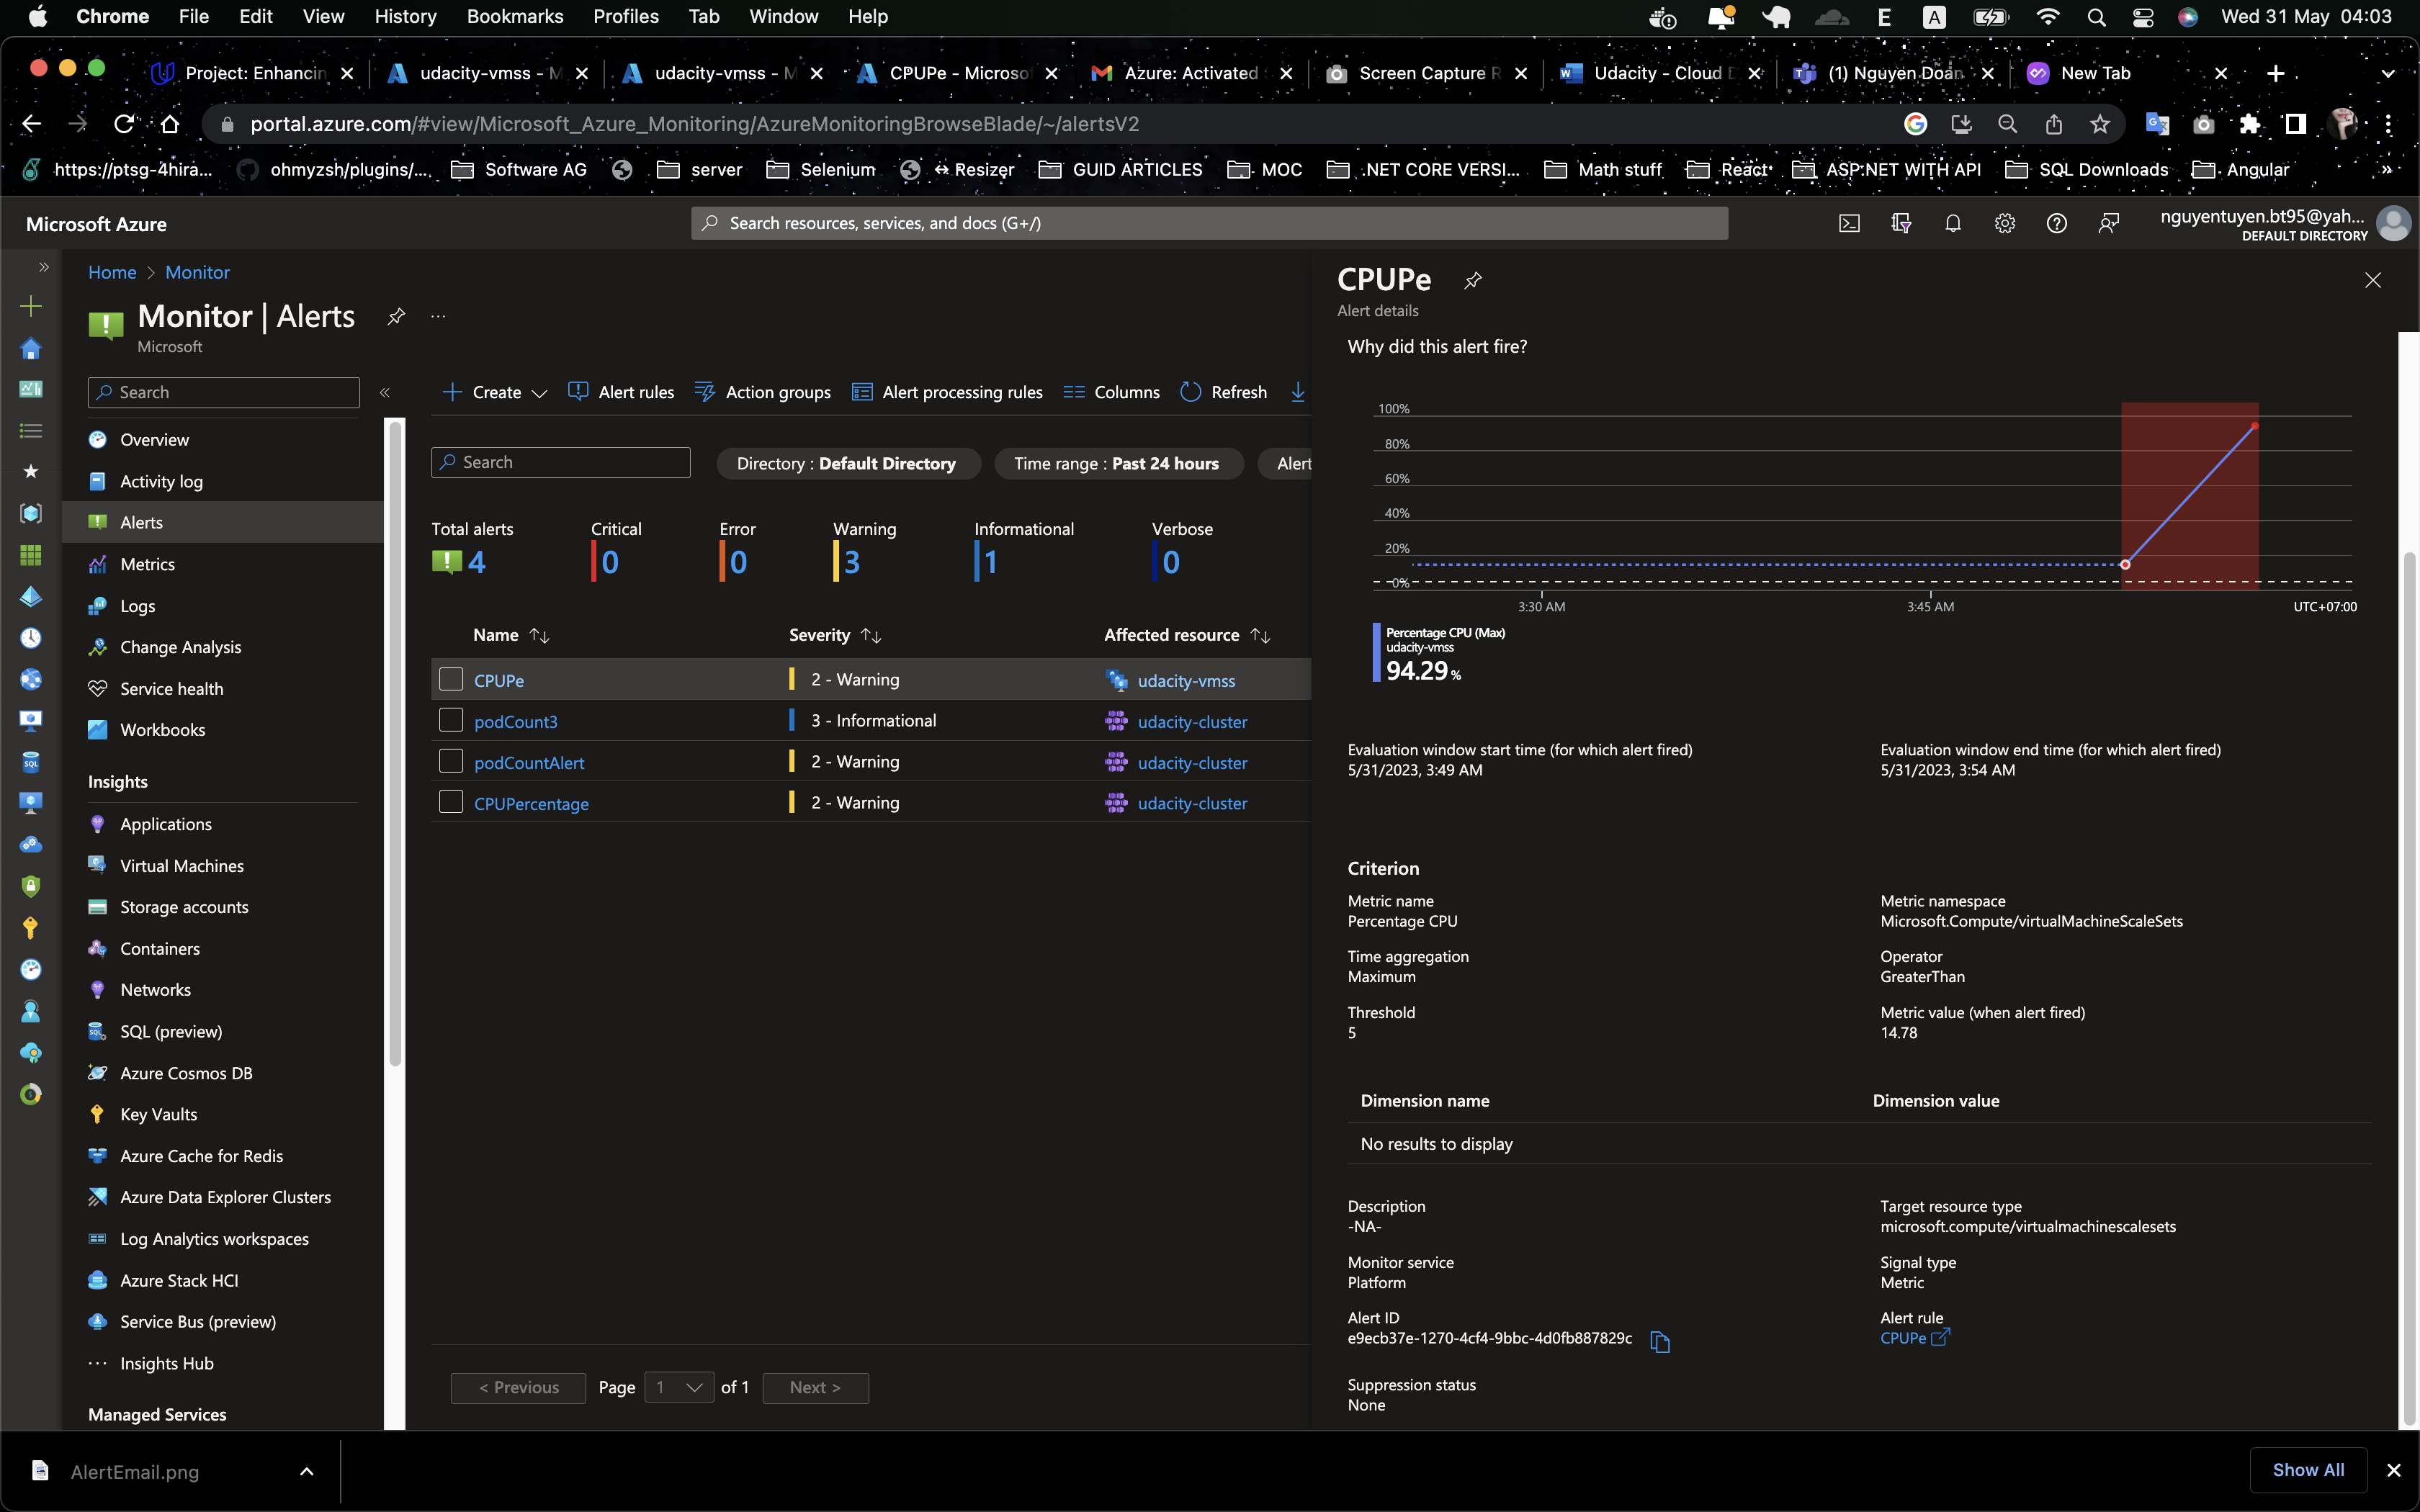 Chrome File Edit View History Bookmarks Profiles Tab Window Help E A Wed 31 May 04:03
Project: Enhancin udacity-vmss - M udacity-vmss - M CPUPe - Microso Azure: Activated Screen Capture R Udacity - Cloud D (1) Nguyen Doan New Tab
portal.azure.com/#view/Microsoft_Azure_Monitoring/AzureMonitoringBrowseBlade/~/alertsV2
https://ptsg-4hira... ohmyzsh/plugins/... Software AG server Selenium ↔ Resizer GUID ARTICLES MOC .NET CORE VERSI... Math stuff React ASP.NET WITH API SQL Downloads Angular »
Microsoft Azure
Search resources, services, and docs (G+/)
nguyentuyen.bt95@yah...
DEFAULT DIRECTORY
Home > Monitor
Monitor | Alerts
Microsoft
Search
Overview
Activity log
Alerts
Metrics
Logs
Change Analysis
Service health
Workbooks
Insights
Applications
Virtual Machines
Storage accounts
Containers
Networks
SQL (preview)
Azure Cosmos DB
Key Vaults
Azure Cache for Redis
Azure Data Explorer Clusters
Log Analytics workspaces
Azure Stack HCI
Service Bus (preview)
Insights Hub
Managed Services
Create Alert rules Action groups Alert processing rules Columns Refresh
Search
Directory : Default Directory Time range : Past 24 hours Alert
Total alerts Critical Error Warning Informational Verbose
4 0 0 3 1 0
Name Severity Affected resource
CPUPe 2 - Warning udacity-vmss
podCount3 3 - Informational udacity-cluster
podCountAlert 2 - Warning udacity-cluster
CPUPercentage 2 - Warning udacity-cluster
< Previous Page 1 of 1 Next >
CPUPe
Alert details
Why did this alert fire?
100%
80%
60%
40%
20%
0%
3:30 AM 3:45 AM UTC+07:00
Percentage CPU (Max)
udacity-vmss
94.29 %
Evaluation window start time (for which alert fired)
5/31/2023, 3:49 AM
Evaluation window end time (for which alert fired)
5/31/2023, 3:54 AM
Criterion
Metric name
Percentage CPU
Metric namespace
Microsoft.Compute/virtualMachineScaleSets
Time aggregation
Maximum
Operator
GreaterThan
Threshold
5
Metric value (when alert fired)
14.78
Dimension name Dimension value
No results to display
Description
-NA-
Target resource type
microsoft.compute/virtualmachinescalesets
Monitor service
Platform
Signal type
Metric
Alert ID
e9ecb37e-1270-4cf4-9bbc-4d0fb887829c
Alert rule
CPUPe
Suppression status
None
AlertEmail.png
Show All